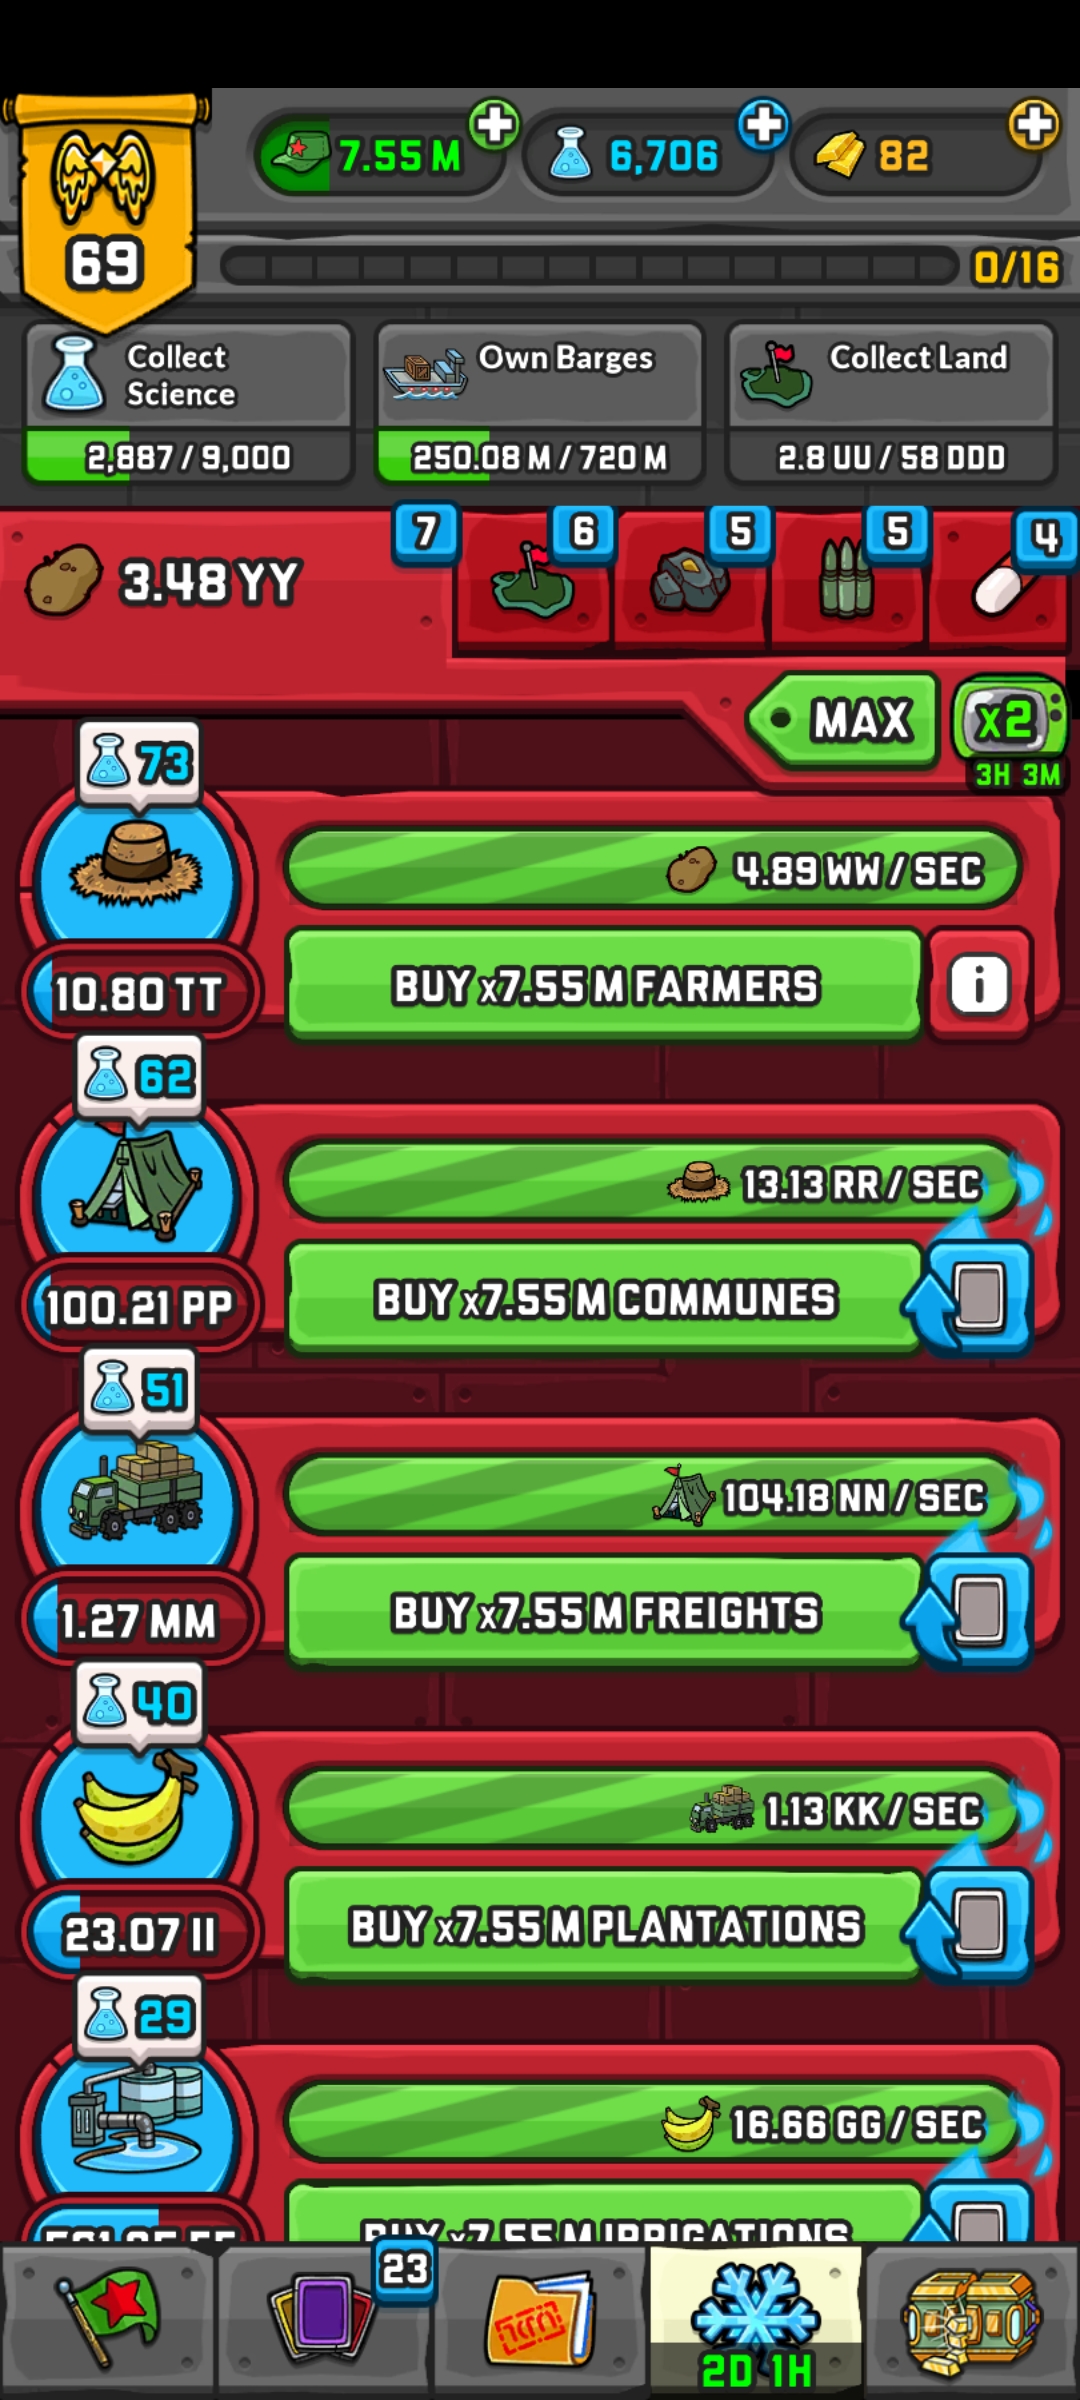 7.55 M
6,706
82
69
0/16
Collect
Science
2,887 / 9,000
Own Barges
250.08 M / 720 M
Collect Land
2.8 UU / 58 DDD
3.48 YY
7
6
5
5
4
MAX
x2
3H 3M
73
4.89 WW / SEC
10.80 TT
BUY x7.55 M FARMERS
i
62
13.13 RR / SEC
100.21 PP
BUY x7.55 M COMMUNES
51
104.18 NN / SEC
1.27 MM
BUY x7.55 M FREIGHTS
40
1.13 KK / SEC
23.07 II
BUY x7.55 M PLANTATIONS
29
16.66 GG / SEC
BUY x7.55 M IRRIGATIONS
23
2D 1H